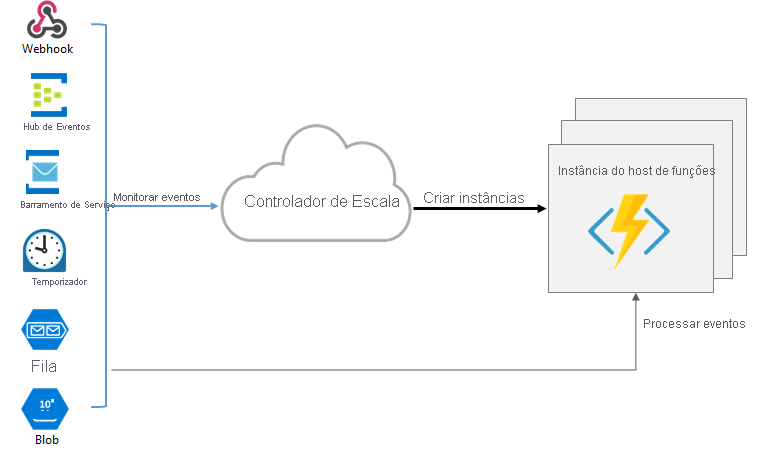 Webhook
Hub de Eventos
Barramento de Serviço
Monitorar eventos
Controlador de Escala
Criar instâncias
Instância do host de funções
Temporizador
Processar eventos
Fila
10
Blob